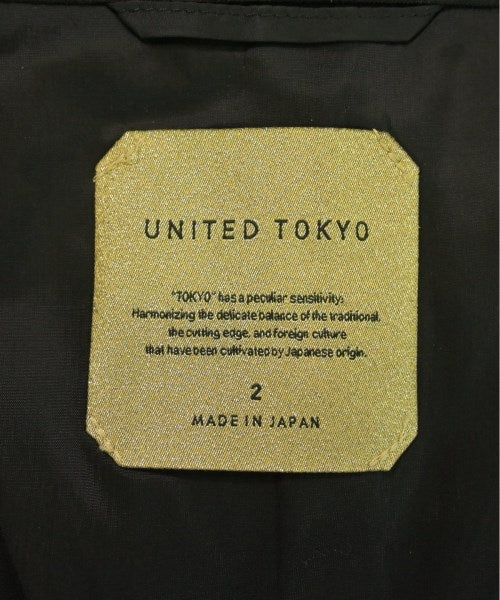 UNITED TOKYO
"TOKYO" has a peculiar sensitivity:
Harmonizing the delicate balance of the traditional,
the cutting edge, and foreign culture
that have been cultivated by Japanese origin.
2
MADE IN JAPAN